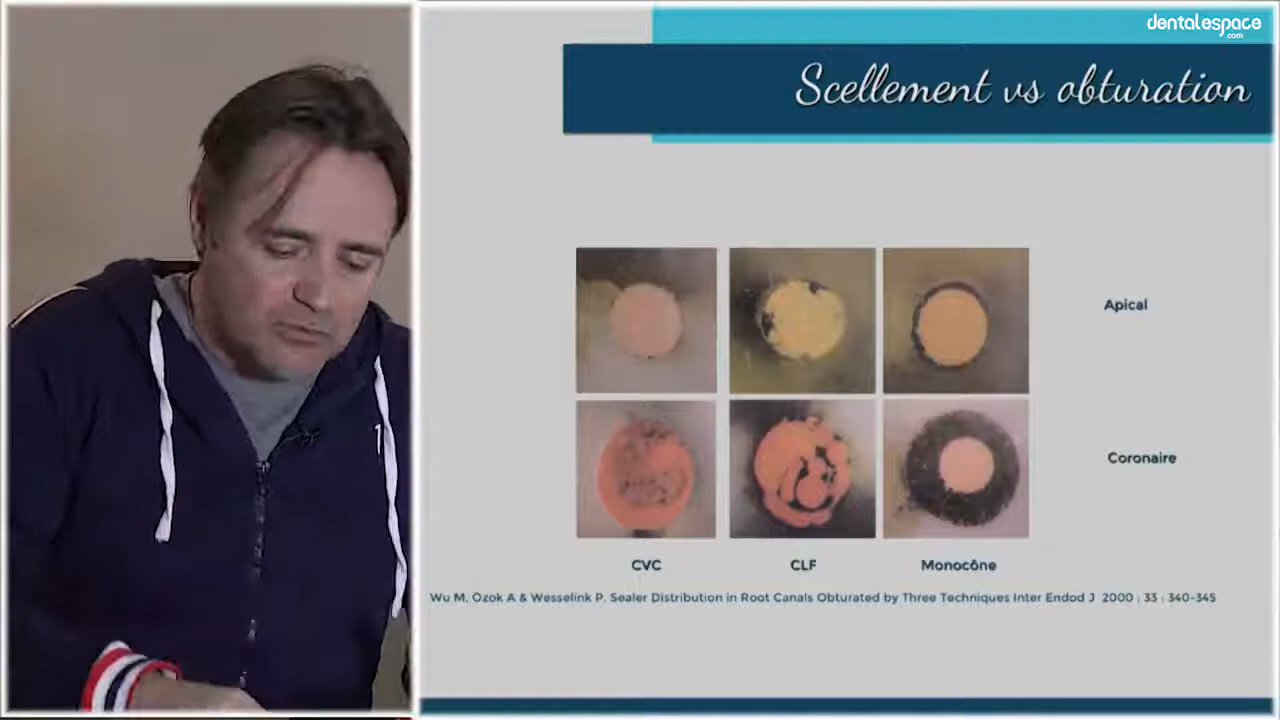 dentalespace
.com
Scellement vs obturation
Apical
Coronaire
CVC CLF Monocône
Wu M, Ozok A & Wesselink P. Sealer Distribution in Root Canals Obturated by Three Techniques Inter Endod J 2000 ; 33 : 340-345
1